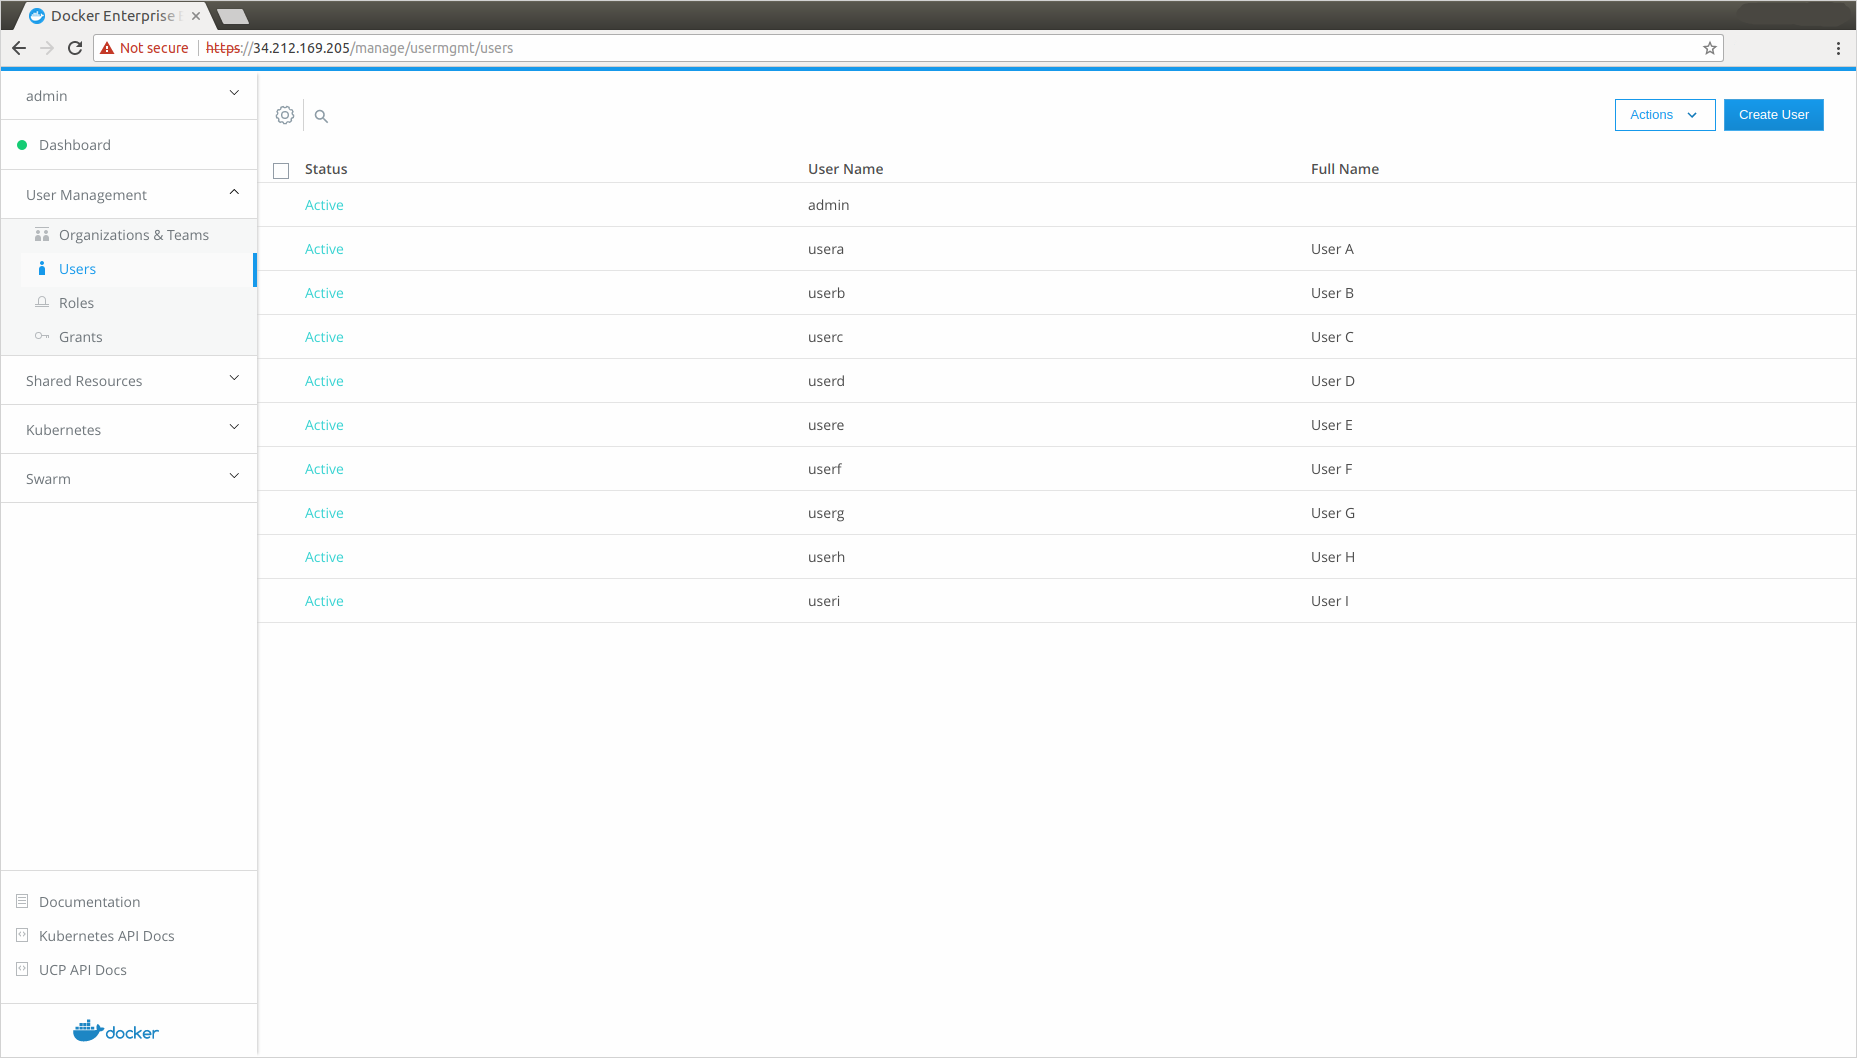 Docker Enterprise E
Not secure https://34.212.169.205/manage/usermgmt/users
admin
Dashboard
User Management
Organizations & Teams
Users
Roles
Grants
Shared Resources
Kubernetes
Swarm
Documentation
Kubernetes API Docs
UCP API Docs
docker
Actions Create User
Status User Name Full Name
Active admin
Active usera User A
Active userb User B
Active userc User C
Active userd User D
Active usere User E
Active userf User F
Active userg User G
Active userh User H
Active useri User I